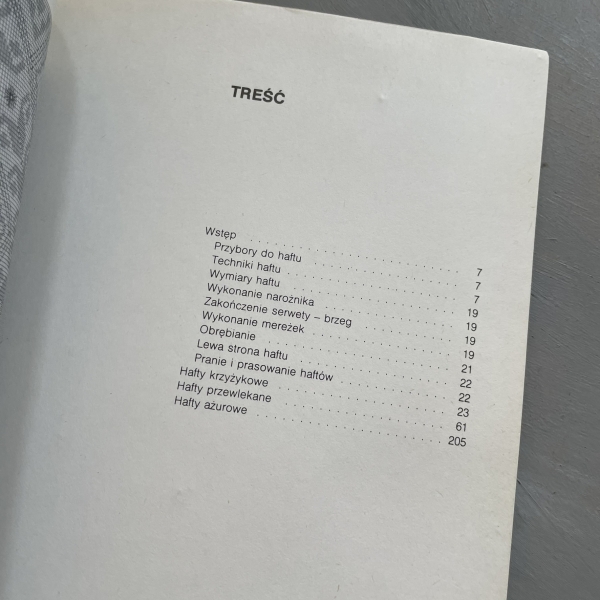 TREŚĆ
Wstęp . . . . . . . . . . . . . . . . . . . . . . . . 7
Przybory do haftu . . . . . . . . . . . . . . . . 7
Techniki haftu . . . . . . . . . . . . . . . . . . 7
Wymiary haftu . . . . . . . . . . . . . . . . . . 19
Wykonanie narożnika . . . . . . . . . . . . . . 19
Zakończenie serwety – brzeg . . . . . . . . . . 19
Wykonanie mereżek . . . . . . . . . . . . . . . 19
Obrębianie . . . . . . . . . . . . . . . . . . . . 21
Lewa strona haftu . . . . . . . . . . . . . . . . 22
Pranie i prasowanie haftów . . . . . . . . . . . 22
Hafty krzyżykowe . . . . . . . . . . . . . . . . . 23
Hafty przewlekane . . . . . . . . . . . . . . . . 61
Hafty ażurowe . . . . . . . . . . . . . . . . . . 205